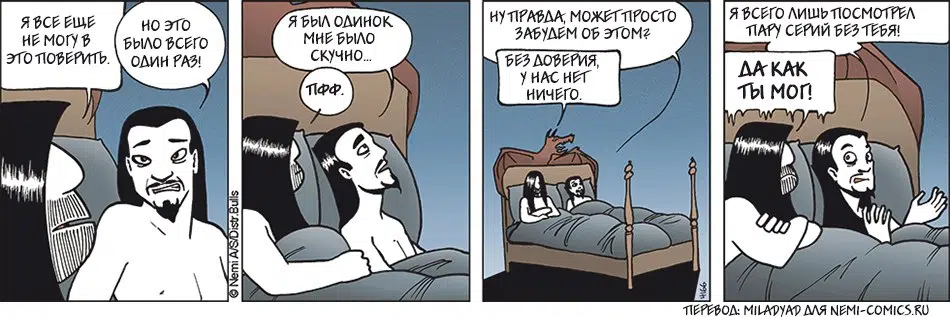 Я ВСЕ ЕЩЕ
НЕ МОГУ В
ЭТО ПОВЕРИТЬ.
НО ЭТО
БЫЛО ВСЕГО
ОДИН РАЗ!
© Nemi A/S/Distr.Bulls
Я БЫЛ ОДИНОК,
МНЕ БЫЛО
СКУЧНО...
ПФФ.
НУ ПРАВДА, МОЖЕТ ПРОСТО
ЗАБУДЕМ ОБ ЭТОМ?
БЕЗ ДОВЕРИЯ,
У НАС НЕТ
НИЧЕГО.
4166
Я ВСЕГО ЛИШЬ ПОСМОТРЕЛ
ПАРУ СЕРИЙ БЕЗ ТЕБЯ!
ДА КАК
ТЫ МОГ!
ПЕРЕВОД: MILADYAD ДЛЯ NEMI-COMICS.RU